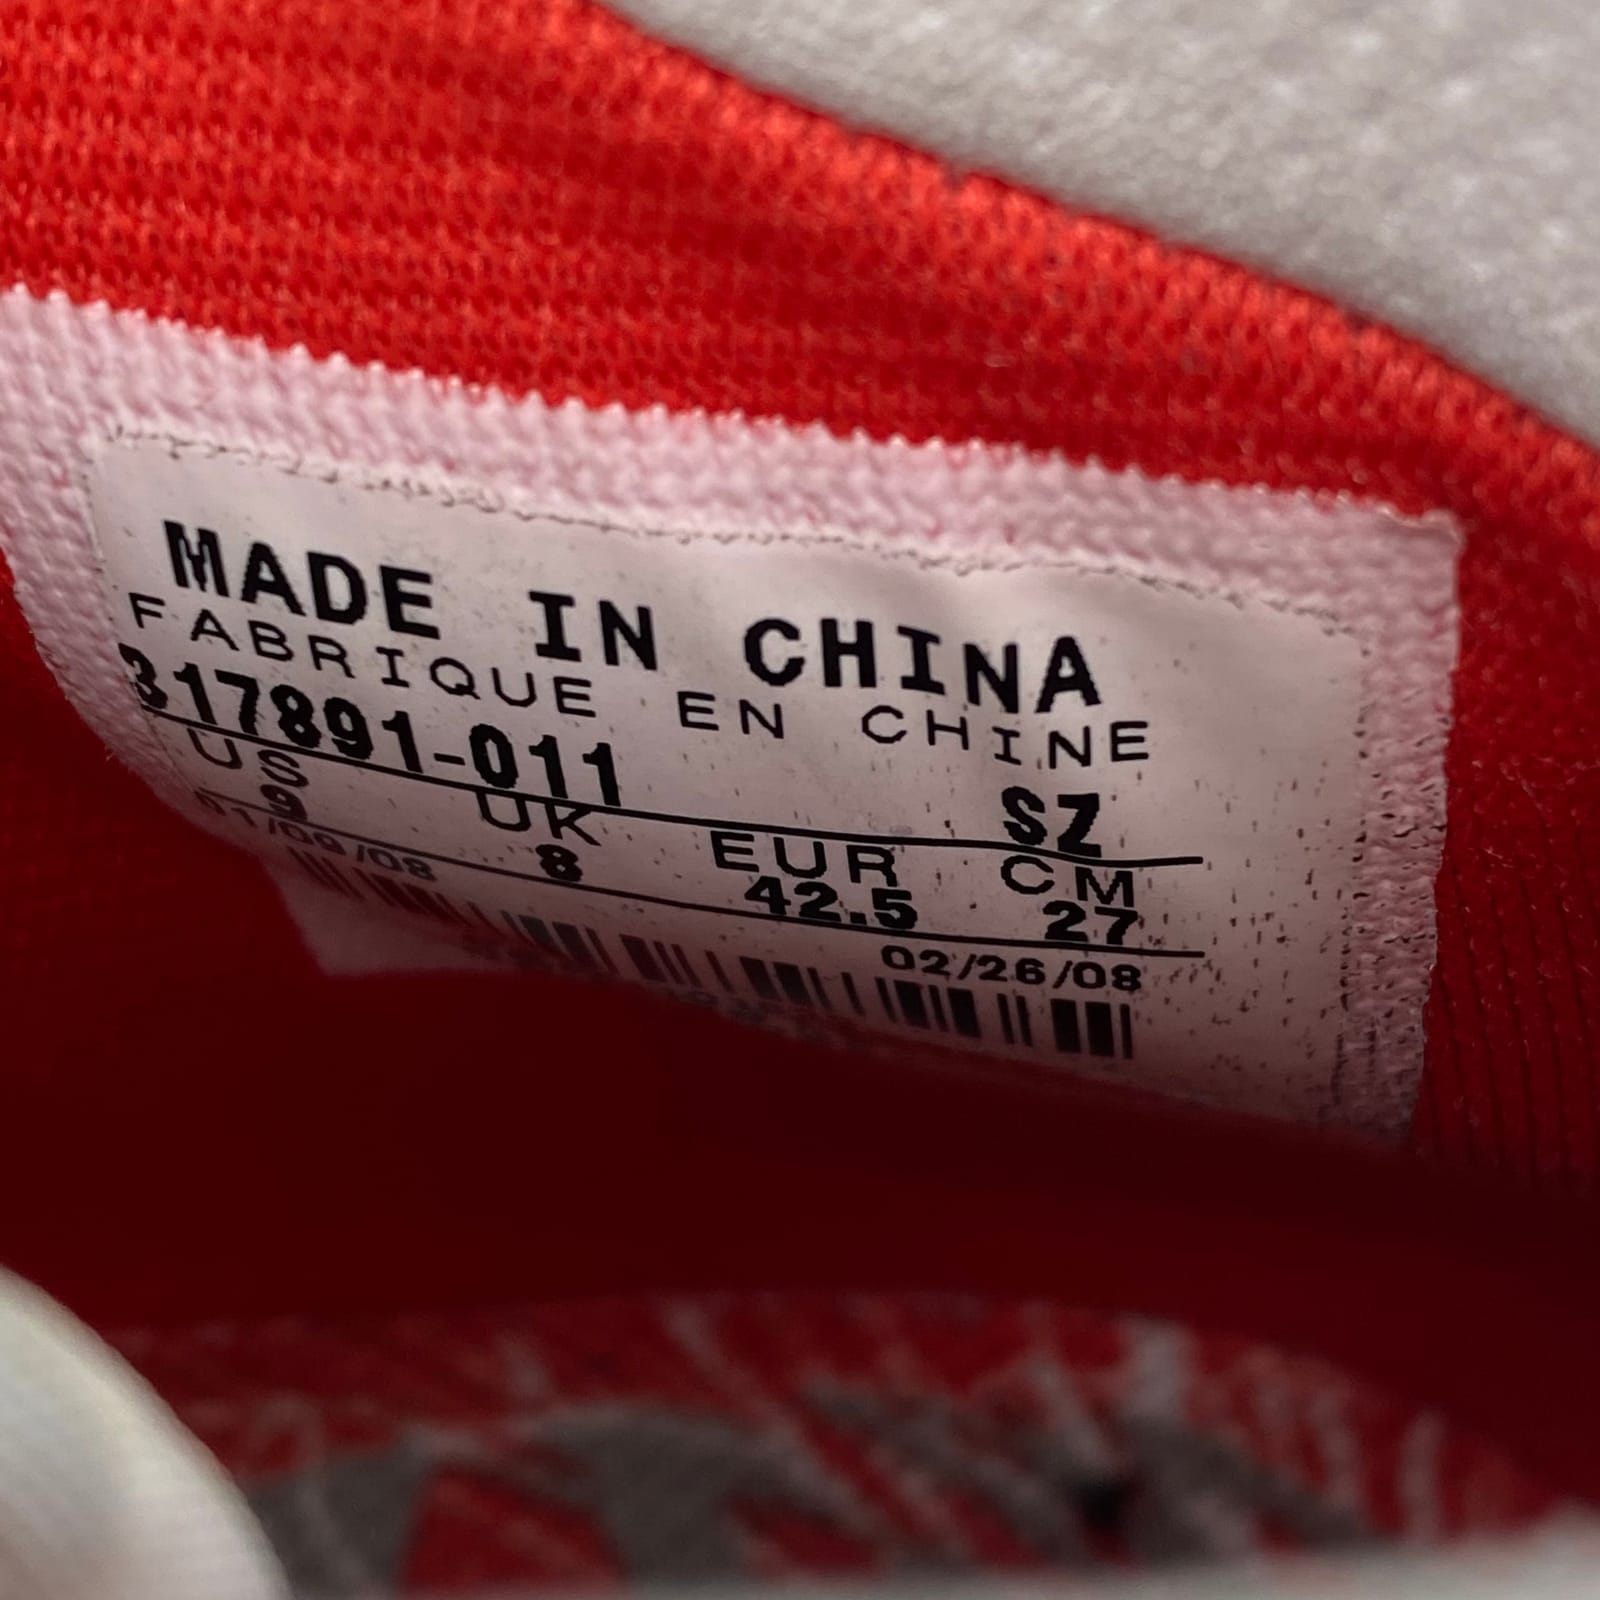 MADE IN CHINA
FABRIQUE EN CHINE
317891-011 SZ
US UK EUR CM
9 8 42.5 27
01/09/08 02/26/08